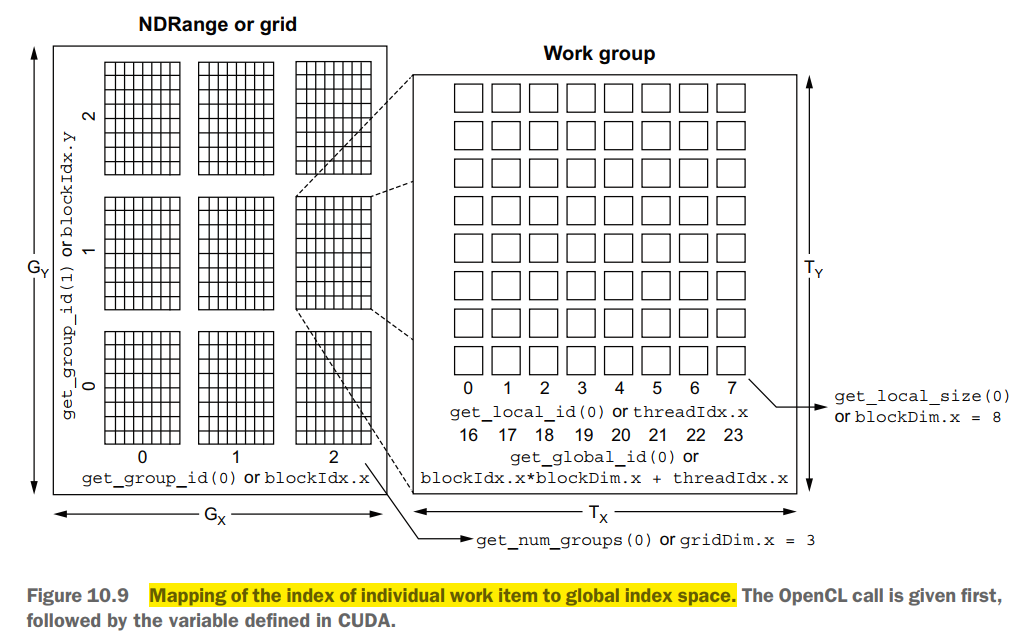 NDRange or grid
Work group
2
1
0
get_group_id(1) or blockIdx.y
G_Y
0 1 2
get_group_id(0) or blockIdx.x
G_X
0 1 2 3 4 5 6 7
get_local_id(0) or threadIdx.x
16 17 18 19 20 21 22 23
get_global_id(0) or
blockIdx.x*blockDim.x + threadIdx.x
T_Y
T_X
get_local_size(0)
or blockDim.x = 8
get_num_groups(0) or gridDim.x = 3
Figure 10.9 Mapping of the index of individual work item to global index space. The OpenCL call is given first,
followed by the variable defined in CUDA.